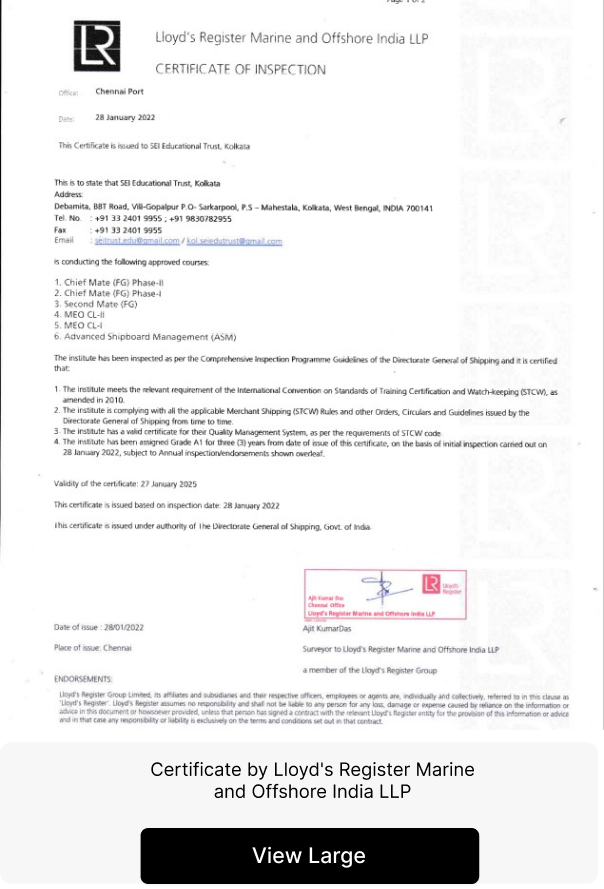 Page 1 of 2
LR
Lloyd's Register Marine and Offshore India LLP
CERTIFICATE OF INSPECTION
Office: Chennai Port
Date: 28 January 2022
This Certificate is issued to SEI Educational Trust, Kolkata
This is to state that SEI Educational Trust, Kolkata
Address:
Debamita, BBT Road, Vill-Gopalpur P.O- Sarkarpool, P.S – Mahestala, Kolkata, West Bengal, INDIA 700141
Tel. No. : +91 33 2401 9955 ; +91 9830782955
Fax : +91 33 2401 9955
Email : seitrust.edu@gmail.com / kol.seiedutrust@gmail.com
is conducting the following approved courses:
1. Chief Mate (FG) Phase-II
2. Chief Mate (FG) Phase-I
3. Second Mate (FG)
4. MEO CL-II
5. MEO CL-I
6. Advanced Shipboard Management (ASM)
The institute has been inspected as per the Comprehensive Inspection Programme Guidelines of the Directorate General of Shipping and it is certified
that:
1. The institute meets the relevant requirement of the International Convention on Standards of Training Certification and Watch-keeping (STCW), as
amended in 2010.
2. The institute is complying with all the applicable Merchant Shipping (STCW) Rules and other Orders, Circulars and Guidelines issued by the
Directorate General of Shipping from time to time.
3. The institute has a valid certificate for their Quality Management System, as per the requirements of STCW code
4. The institute has been assigned Grade A1 for three (3) years from date of issue of this certificate, on the basis of initial inspection carried out on
28 January 2022, subject to Annual inspection/endorsements shown overleaf.
Validity of the certificate: 27 January 2025
This certificate is issued based on inspection date: 28 January 2022
This certificate is issued under authority of The Directorate General of Shipping, Govt. of India.
LR Lloyd's
Register
Ajit Kumar Das
Chennai Office
Lloyd's Register Marine and Offshore India LLP
Date of issue : 28/01/2022
Ajit KumarDas
Place of issue: Chennai
Surveyor to Lloyd's Register Marine and Offshore India LLP
a member of the Lloyd's Register Group
ENDORSEMENTS:
Lloyd's Register Group Limited, its affiliates and subsidiaries and their respective officers, employees or agents are, individually and collectively, referred to in this clause as
'Lloyd's Register'. Lloyd's Register assumes no responsibility and shall not be liable to any person for any loss, damage or expense caused by reliance on the information or
advice in this document or howsoever provided, unless that person has signed a contract with the relevant Lloyd's Register entity for the provision of this information or advice
and in that case any responsibility or liability is exclusively on the terms and conditions set out in that contract.
Certificate by Lloyd's Register Marine
and Offshore India LLP
View Large